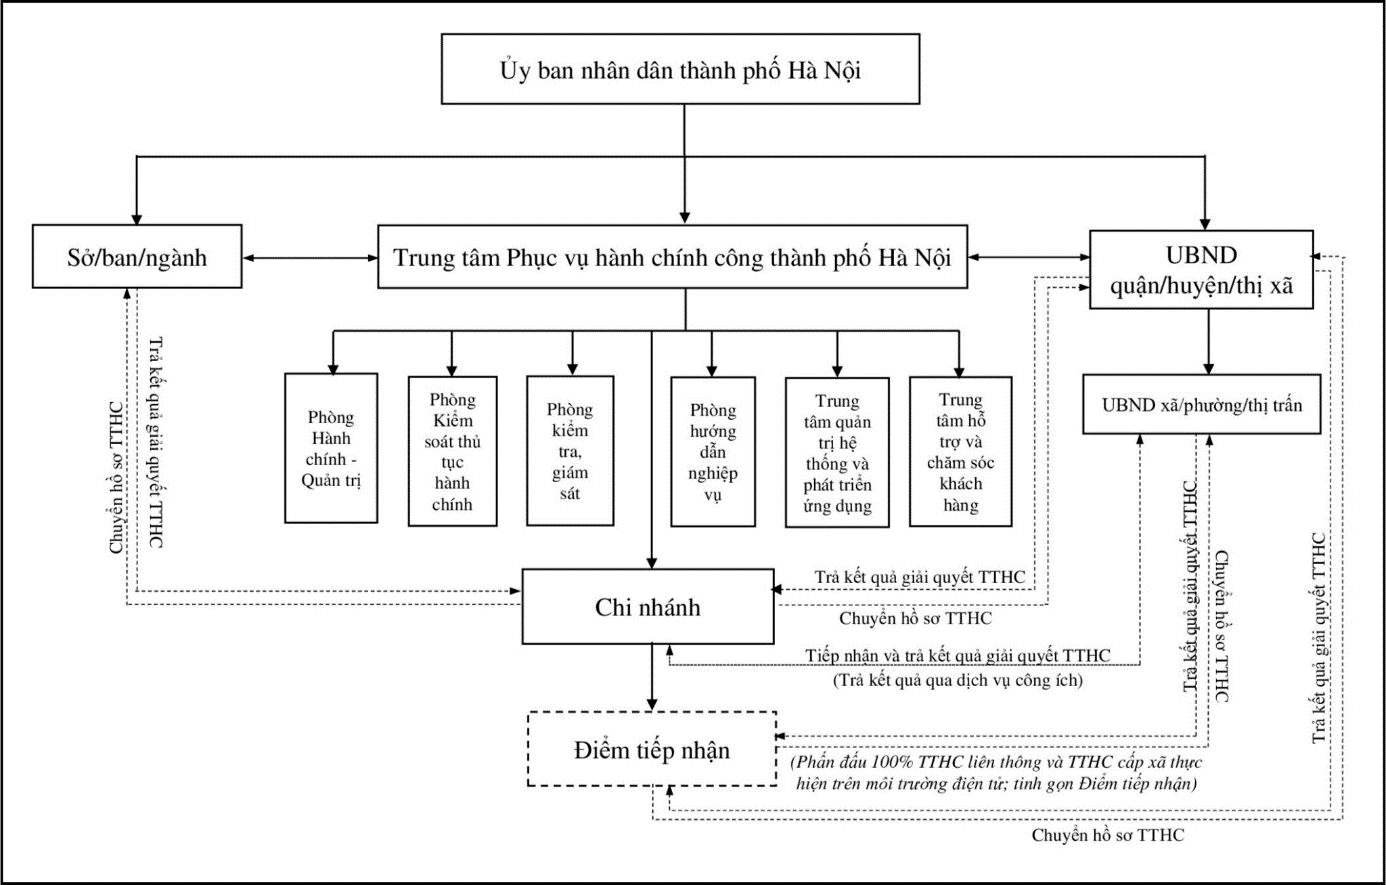 Ủy ban nhân dân thành phố Hà Nội
Sở/ban/ngành
Trung tâm Phục vụ hành chính công thành phố Hà Nội
UBND
quận/huyện/thị xã
Phòng
Hành
chính -
Quản trị
Phòng
Kiểm
soát thủ
tục
hành
chính
Phòng
kiểm
tra,
giám
sát
Phòng
hướng
dẫn
nghiệp
vụ
Trung
tâm quản
trị hệ
thống và
phát triển
ứng dụng
Trung
tâm hỗ
trợ và
chăm sóc
khách
hàng
UBND xã/phường/thị trấn
Chuyển hồ sơ TTHC
Trả kết quả giải quyết TTHC
Chi nhánh
Trả kết quả giải quyết TTHC
Chuyển hồ sơ TTHC
Tiếp nhận và trả kết quả giải quyết TTHC
(Trả kết quả qua dịch vụ công ích)
Trả kết quả giải quyết TTHC
Chuyển hồ sơ TTHC
Trả kết quả giải quyết TTHC
Điểm tiếp nhận
(Phấn đấu 100% TTHC liên thông và TTHC cấp xã thực
hiện trên môi trường điện tử; tinh gọn Điểm tiếp nhận)
Chuyển hồ sơ TTHC